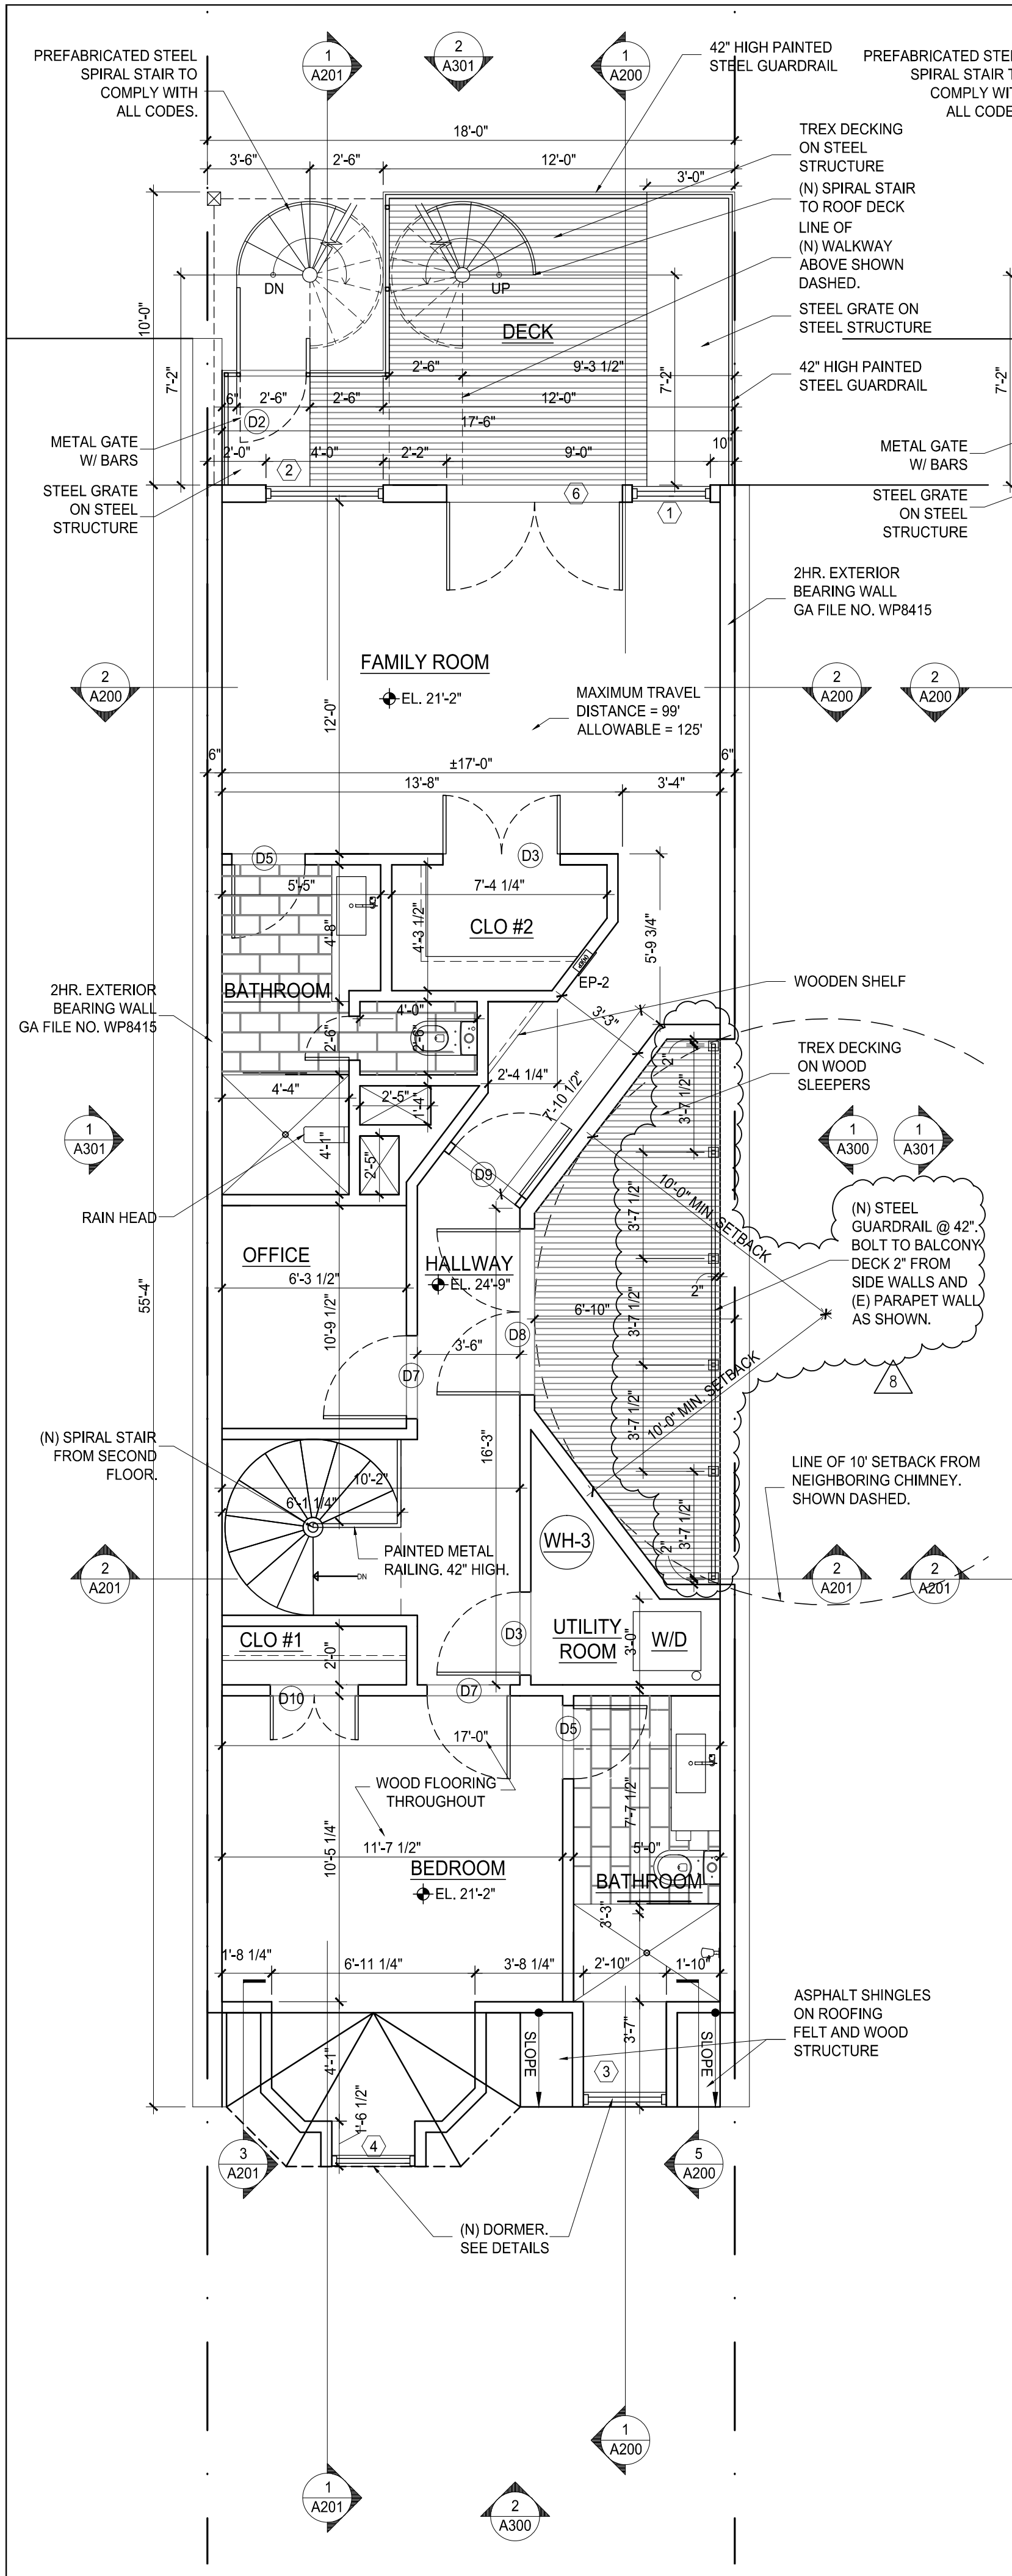 PREFABRICATED STEEL
SPIRAL STAIR TO
COMPLY WITH
ALL CODES.
1
A201
2
A301
1
A200
42" HIGH PAINTED
STEEL GUARDRAIL
PREFABRICATED STEE
SPIRAL STAIR T
COMPLY WIT
ALL CODE
18'-0"
3'-6"
2'-6"
12'-0"
3'-0"
TREX DECKING
ON STEEL
STRUCTURE
(N) SPIRAL STAIR
TO ROOF DECK
LINE OF
(N) WALKWAY
ABOVE SHOWN
DASHED.
STEEL GRATE ON
STEEL STRUCTURE
42" HIGH PAINTED
STEEL GUARDRAIL
10'-0"
7'-2"
DN
UP
DECK
2'-6"
9'-3 1/2"
7'-2"
7'-2"
6"
2'-6"
2'-6"
12'-0"
D2
17'-6"
METAL GATE
W/ BARS
METAL GATE
W/ BARS
2'-0"
4'-0"
2'-2"
9'-0"
10"
2
6
1
STEEL GRATE
ON STEEL
STRUCTURE
STEEL GRATE
ON STEEL
STRUCTURE
2HR. EXTERIOR
BEARING WALL
GA FILE NO. WP8415
FAMILY ROOM
EL. 21'-2"
2
A200
2
A200
2
A200
MAXIMUM TRAVEL
DISTANCE = 99'
ALLOWABLE = 125'
12'-0"
6"
±17'-0"
6"
13'-8"
3'-4"
D5
D3
5'-5"
7'-4 1/4"
4'-8"
4'-3 1/2"
CLO #2
5'-9 3/4"
EP-2
WOODEN SHELF
2HR. EXTERIOR
BEARING WALL
GA FILE NO. WP8415
BATHROOM
4'-0"
2'-6"
2'-6"
3'-3"
TREX DECKING
ON WOOD
SLEEPERS
2"
3'-7 1/2"
4'-4"
2'-5"
1'-4"
2'-4 1/4"
7'-10 1/2"
1
A301
1
A300
1
A301
4'-1"
2'-5"
D9
10'-0" MIN. SETBACK
3'-7 1/2"
RAIN HEAD
(N) STEEL
GUARDRAIL @ 42".
BOLT TO BALCONY
DECK 2" FROM
SIDE WALLS AND
(E) PARAPET WALL
AS SHOWN.
OFFICE
HALLWAY
EL. 24'-9"
6'-3 1/2"
2"
55'-4"
10'-9 1/2"
6'-10"
3'-7 1/2"
3'-6"
D8
D7
10'-0" MIN. SETBACK
8
16'-3"
3'-7 1/2"
(N) SPIRAL STAIR
FROM SECOND
FLOOR.
10'-2"
6'-1 1/4"
LINE OF 10' SETBACK FROM
NEIGHBORING CHIMNEY.
SHOWN DASHED.
3'-7 1/2"
2"
WH-3
PAINTED METAL
RAILING. 42" HIGH.
DN
2
A201
2
A201
2
A201
CLO #1
2'-0"
D3
UTILITY
ROOM
3'-0"
W/D
D10
D7
D5
17'-0"
WOOD FLOORING
THROUGHOUT
7'-7 1/2"
10'-5 1/4"
11'-7 1/2"
5'-0"
BEDROOM
EL. 21'-2"
BATHROOM
3'-3"
1'-8 1/4"
6'-11 1/4"
3'-8 1/4"
2'-10"
1'-10"
ASPHALT SHINGLES
ON ROOFING
FELT AND WOOD
STRUCTURE
SLOPE
3'-7"
SLOPE
4'-1"
3
1'-6 1/2"
4
3
A201
5
A200
(N) DORMER.
SEE DETAILS
1
A200
1
A201
2
A300